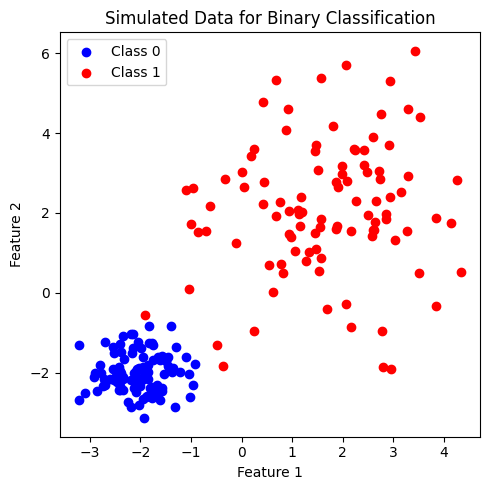 Simulated Data for Binary Classification
Class 0
Class 1
Feature 2
6
4
2
0
−2
−3
−2
−1
0
1
2
3
4
Feature 1